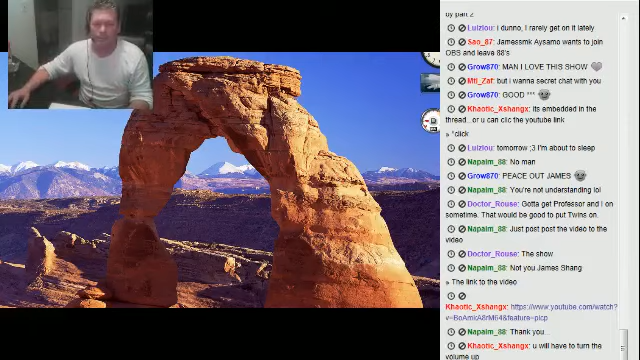 by part 2
Luizlou: i dunno, I rarely get on it lately
Sao_87: Jamessmk Aysamo wants to join
OBS and leave 88's
Grow870: MAN I LOVE THIS SHOW
Mti_Zat: but i wanna secret chat with you
Grow870: GOOD ***
Khaotic_Xshangx: its embedded in the
thread..or u can clic the youtube link
*click
Luizlou: tomorrow ;3 I'm about to sleep
Napalm_88: No man
Grow870: PEACE OUT JAMES
Napalm_88: You're not understanding lol
Doctor_Rouse: Gotta get Professor and I on
sometime. That would be good to put Twins on.
Napalm_88: Just post post the video to the
video
Doctor_Rouse: The show
Napalm_88: Not you James Shang
The link to the video
Khaotic_Xshangx: https://www.youtube.com/watch?
v=BoAmkA8rM64&feature=plcp
Napalm_88: Thank you...
Khaotic_Xshangx: u will have to turn the
volume up